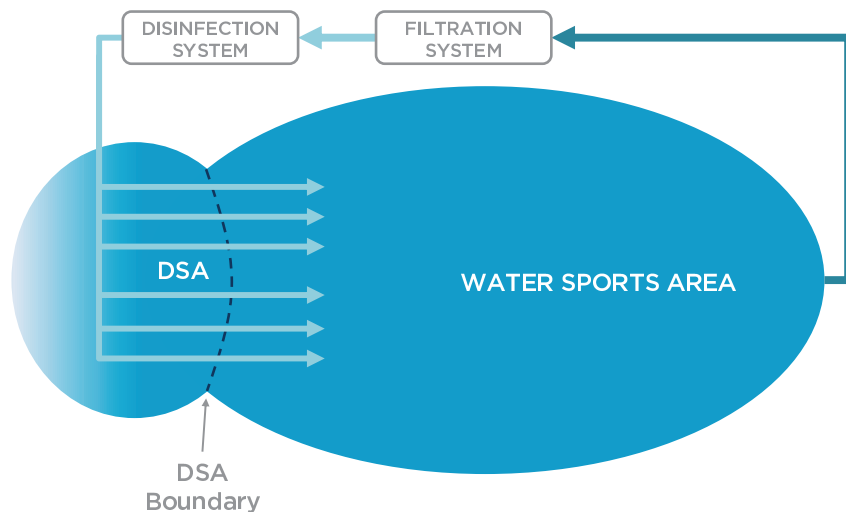 DISINFECTION
SYSTEM
FILTRATION
SYSTEM
DSA
WATER SPORTS AREA
DSA
Boundary